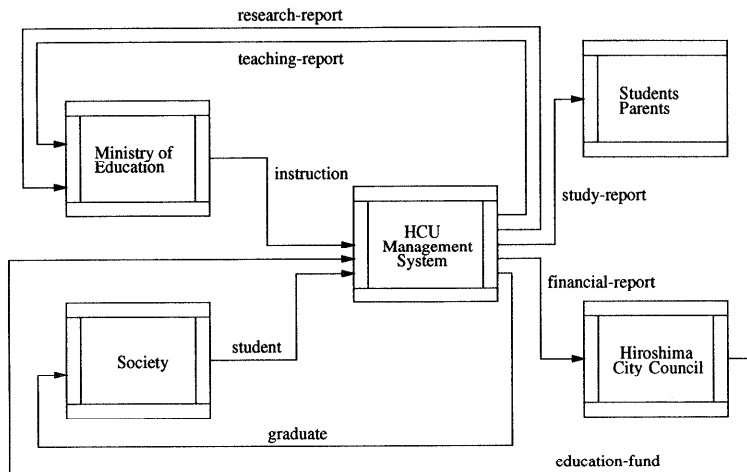 research-report
teaching-report
Students
Parents
Ministry of
Education
instruction
study-report
HCU
Management
System
financial-report
Society
student
Hiroshima
City Council
graduate
education-fund